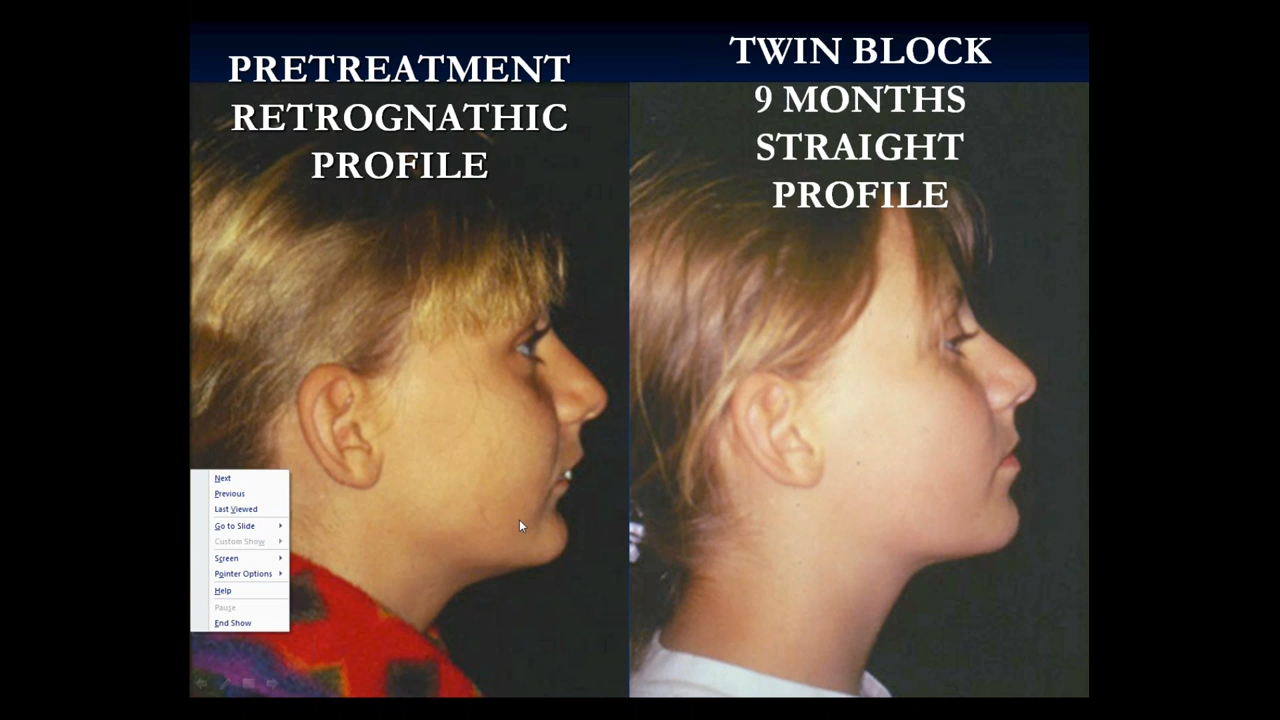 PRETREATMENT
RETROGNATHIC
PROFILE
TWIN BLOCK
9 MONTHS
STRAIGHT
PROFILE
Next
Previous
Last Viewed
Go to Slide
Custom Show
Screen
Pointer Options
Help
Pause
End Show